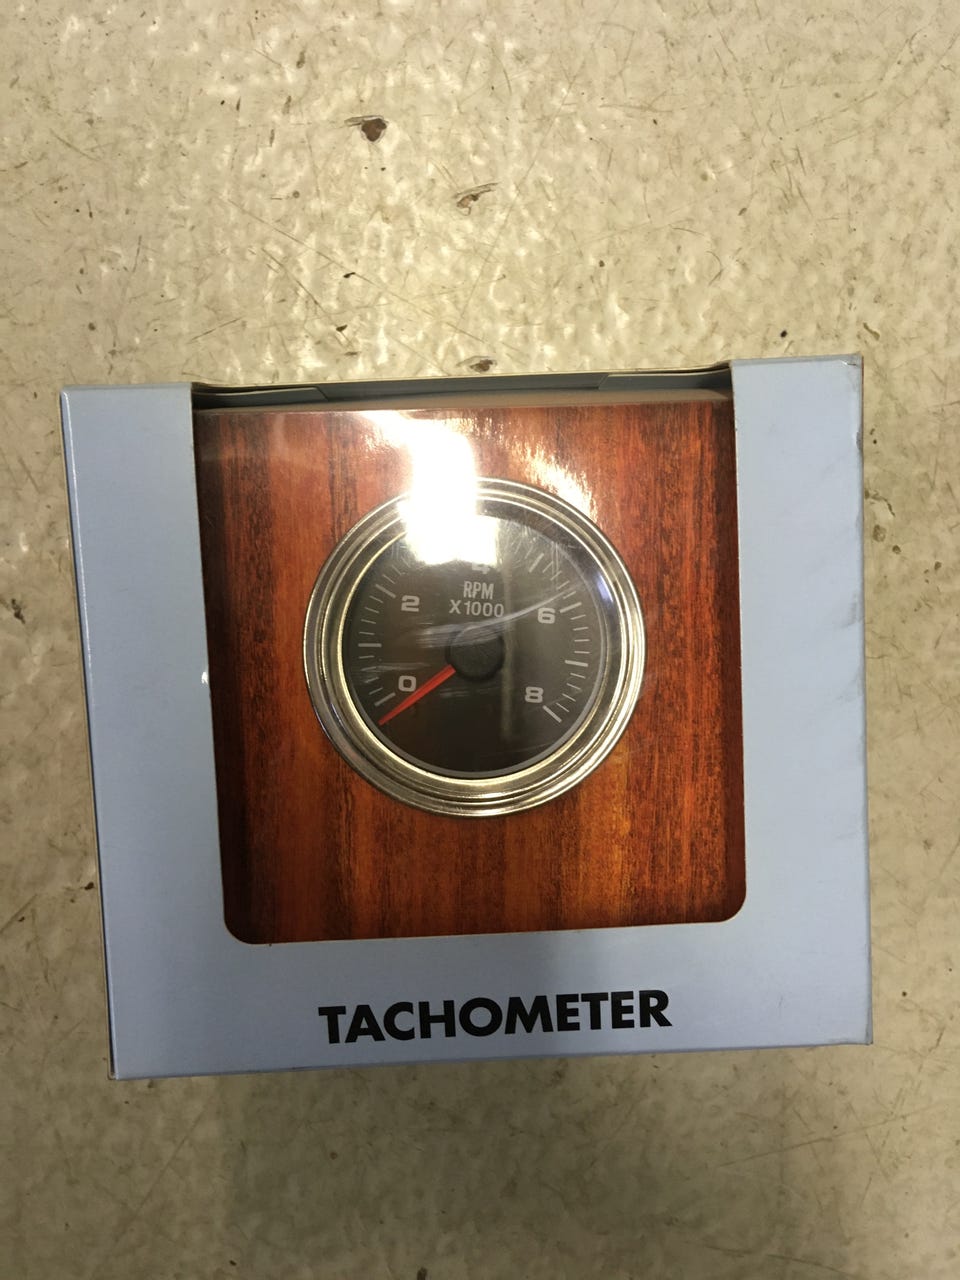 4
RPM
2 X1000 6
0 8
TACHOMETER